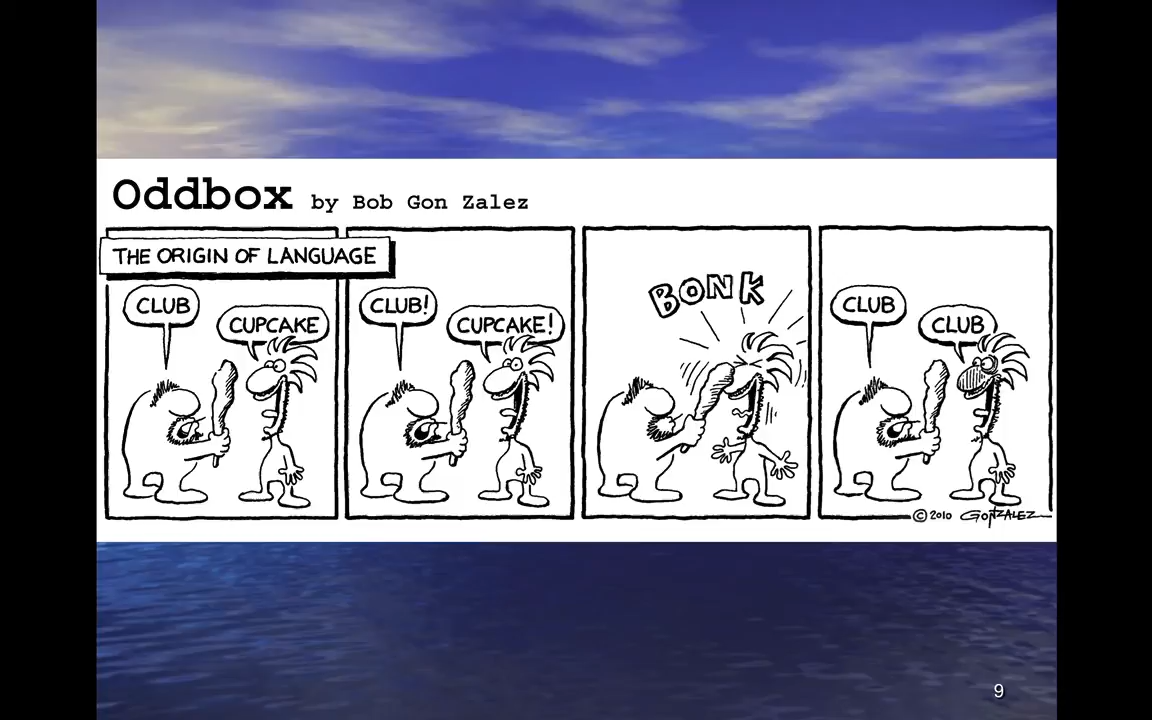 Oddbox by Bob Gon Zalez
THE ORIGIN OF LANGUAGE
CLUB
CUPCAKE
CLUB!
CUPCAKE!
BONK
CLUB
CLUB
© 2010 GONZALEZ
9